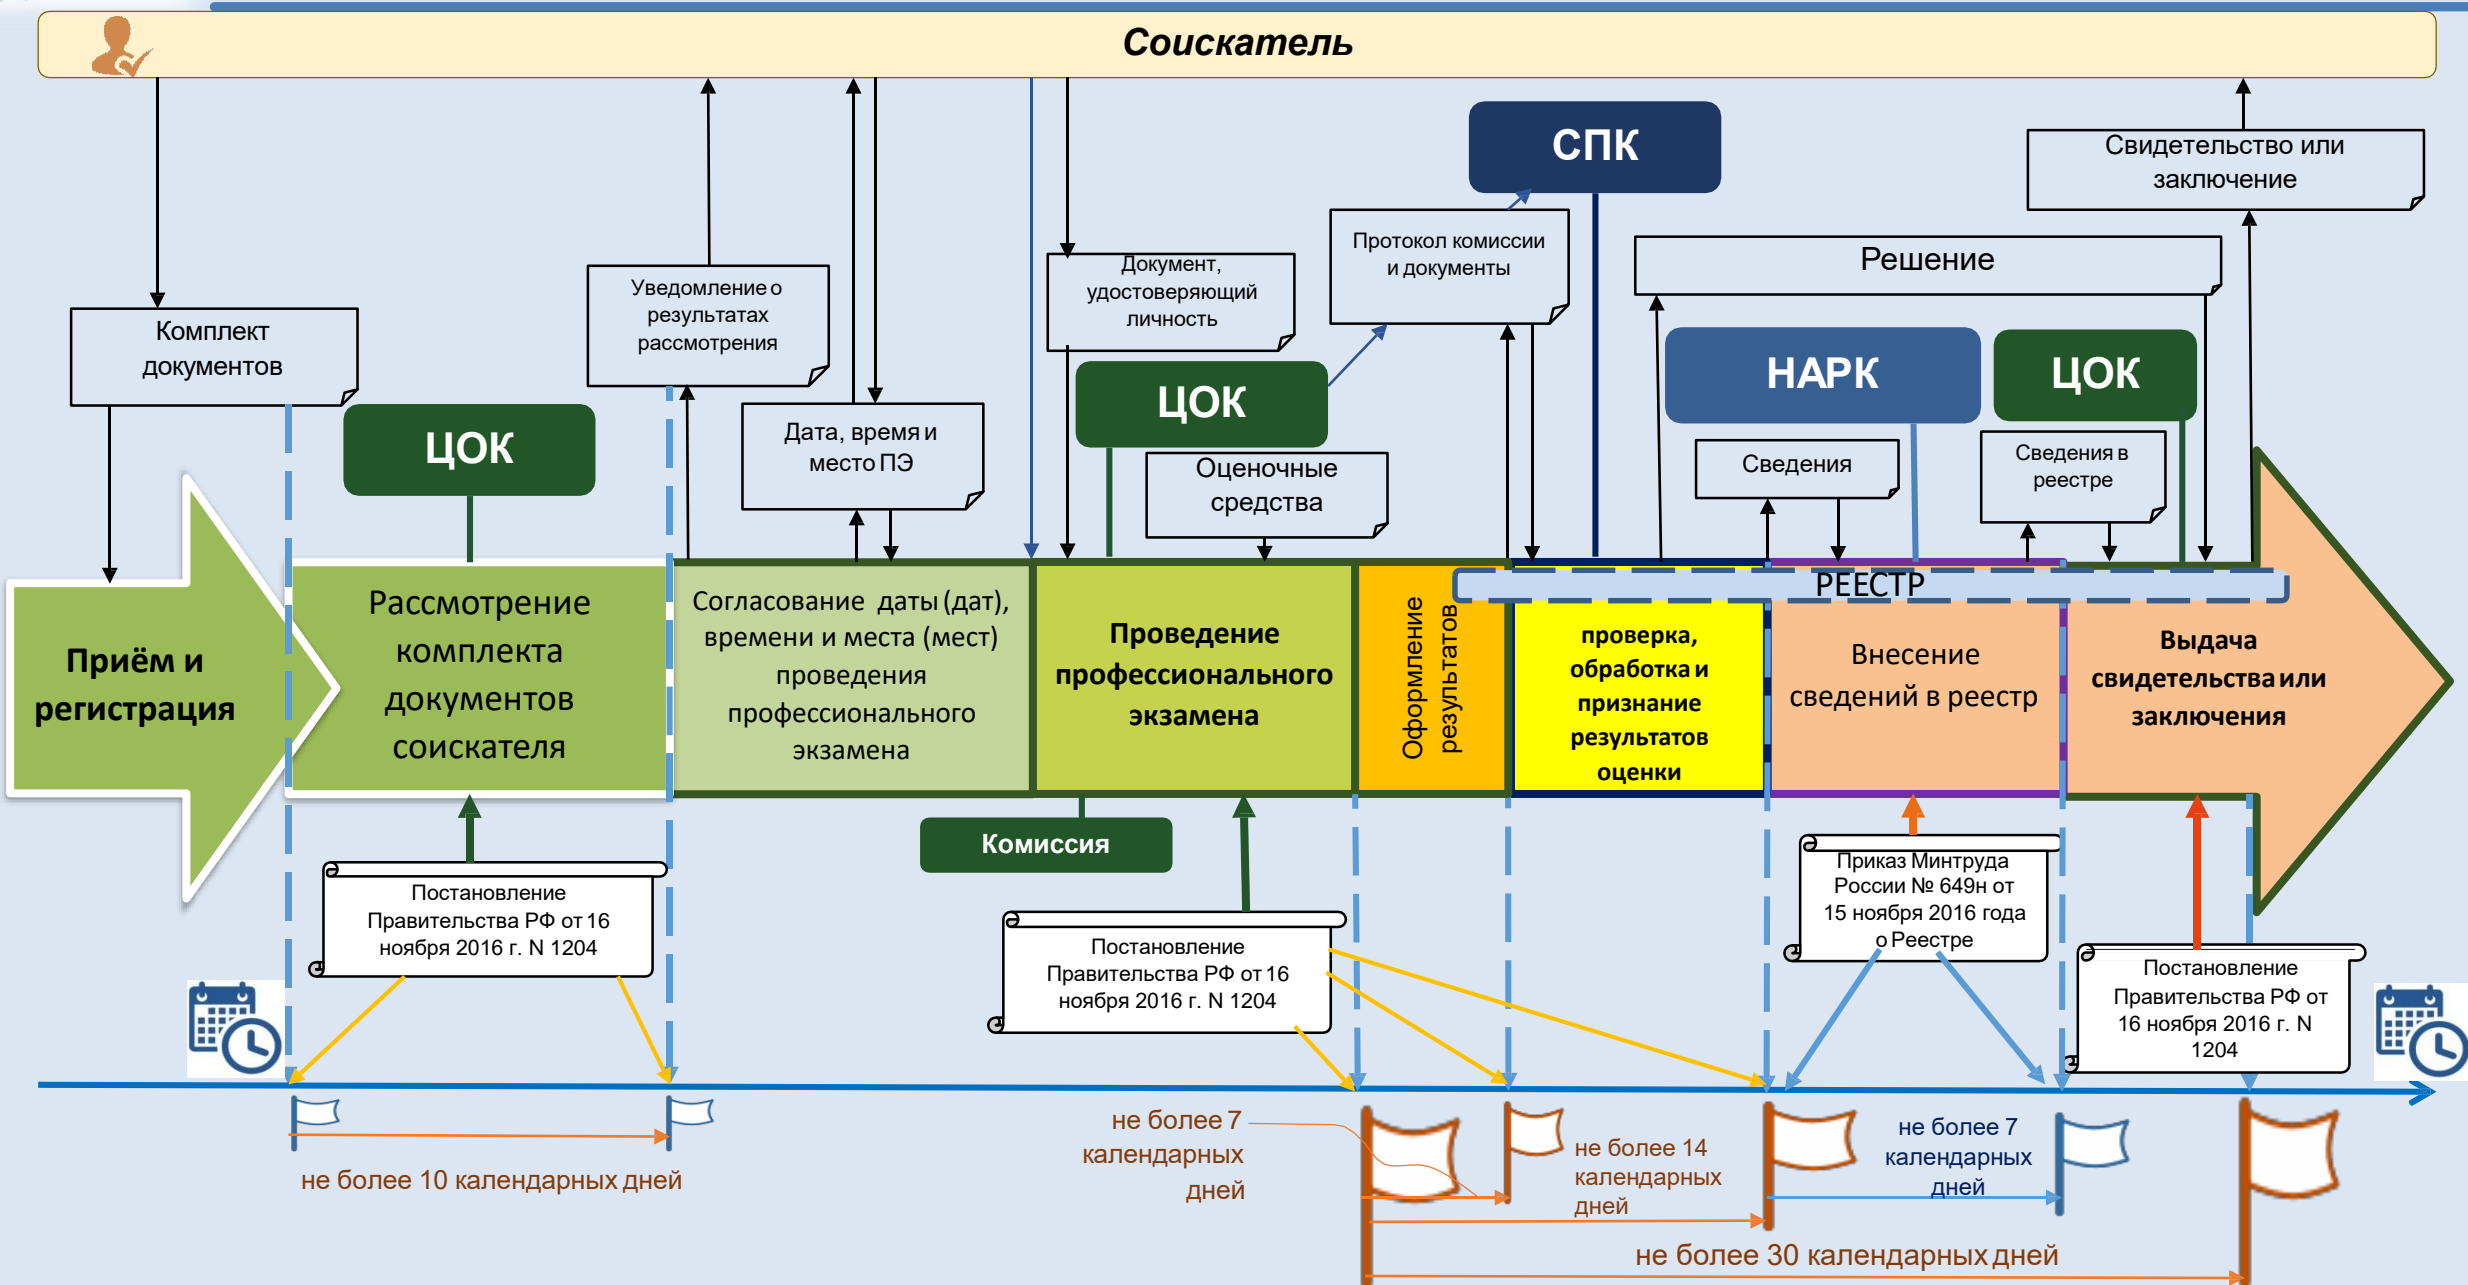 Соискатель
СПК
Свидетельство или
заключение
Протокол комиссии
и документы
Решение
Документ,
удостоверяющий
личность
Уведомление о
результатах
рассмотрения
Комплект
документов
ЦОК
НАРК
ЦОК
ЦОК
Дата, время и
место ПЭ
Оценочные
средства
Сведения
Сведения в
реестре
РЕЕСТР
Приём и
регистрация
Рассмотрение
комплекта
документов
соискателя
Согласование даты (дат),
времени и места (мест)
проведения
профессионального
экзамена
Проведение
профессионального
экзамена
Оформление
результатов
проверка,
обработка и
признание
результатов
оценки
Внесение
сведений в реестр
Выдача
свидетельства или
заключения
Комиссия
Постановление
Правительства РФ от 16
ноября 2016 г. N 1204
Постановление
Правительства РФ от 16
ноября 2016 г. N 1204
Приказ Минтруда
России № 649н от
15 ноября 2016 года
о Реестре
Постановление
Правительства РФ от
16 ноября 2016 г. N
1204
не более 10 календарных дней
не более 7
календарных
дней
не более 14
календарных
дней
не более 7
календарных
дней
не более 30 календарных дней